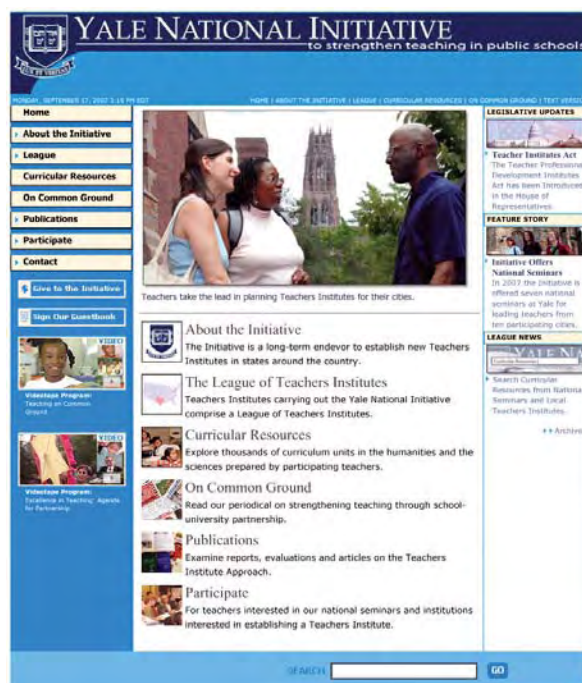 YALE NATIONAL INITIATIVE
to strengthen teaching in public schools
MONDAY, SEPTEMBER 17, 2007 3:15 PM EDT
HOME | ABOUT THE INITIATIVE | LEAGUE | CURRICULAR RESOURCES | ON COMMON GROUND | TEXT VERSION
Home
About the Initiative
League
Curricular Resources
On Common Ground
Publications
Participate
Contact
Give to the Initiative
Sign Our Guestbook
VIDEO
Videotape Program:
Teaching on Common
Ground
VIDEO
Videotape Program:
Excellence in Teaching: Agenda
for Partnership
Teachers take the lead in planning Teachers Institutes for their cities.
About the Initiative
The Initiative is a long-term endevor to establish new Teachers
Institutes in states around the country.
The League of Teachers Institutes
Teachers Institutes carrying out the Yale National Initiative
comprise a League of Teachers Institutes.
Curricular Resources
Explore thousands of curriculum units in the humanities and the
sciences prepared by participating teachers.
On Common Ground
Read our periodical on strengthening teaching through school-
university partnership.
Publications
Examine reports, evaluations and articles on the Teachers
Institute Approach.
Participate
For teachers interested in our national seminars and institutions
interested in establishing a Teachers Institute.
LEGISLATIVE UPDATES
Teacher Institutes Act
The Teacher Professional
Development Institutes
Act has been Introduced
in the House of
Representatives.
FEATURE STORY
Initiative Offers
National Seminars
In 2007 the Initiative is
offered seven national
seminars at Yale for
leading teachers from
ten participating cities.
LEAGUE NEWS
YALE NA
Search Curricular
Resources from National
Seminars and Local
Teachers Institutes.
Archive
SEARCH
GO